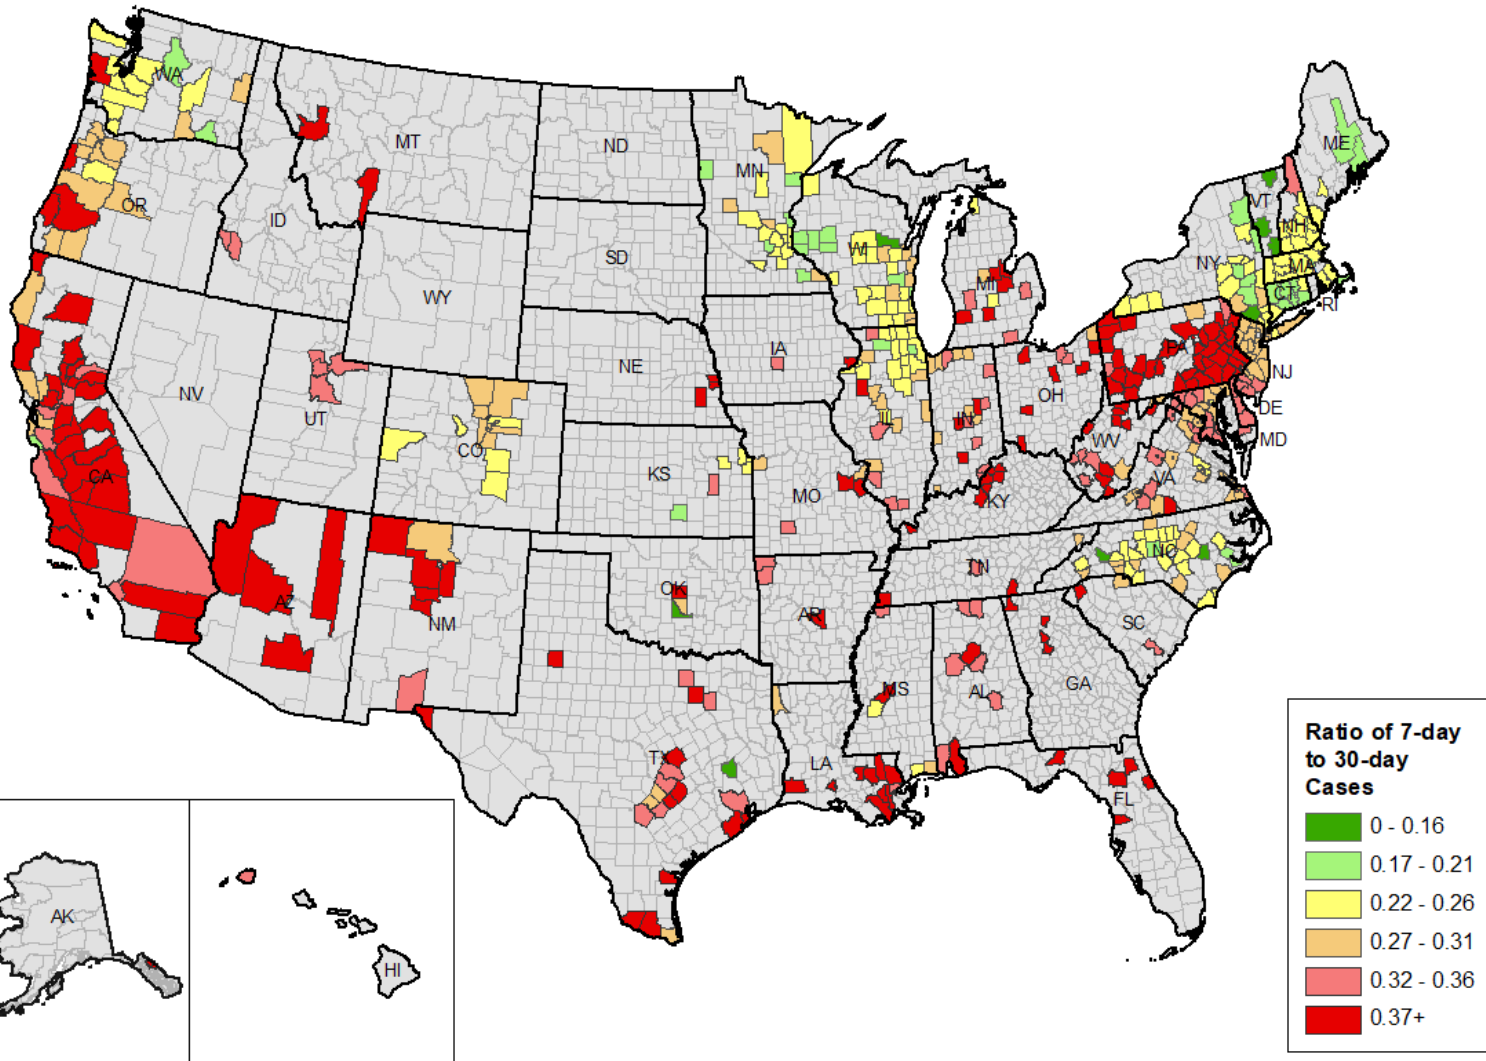 WA
MT
ND
MN
ME
OR
ID
SD
WI
VT
NH
NY
MA
CT
RI
MI
WY
IA
PA
NV
NE
OH
NJ
UT
CO
IL
IN
DE
MD
WV
CA
KS
MO
KY
VA
NC
AZ
NM
OK
TN
AR
SC
MS
AL
GA
TX
LA
FL
AK
HI
Ratio of 7-day
to 30-day
Cases
0 - 0.16
0.17 - 0.21
0.22 - 0.26
0.27 - 0.31
0.32 - 0.36
0.37+